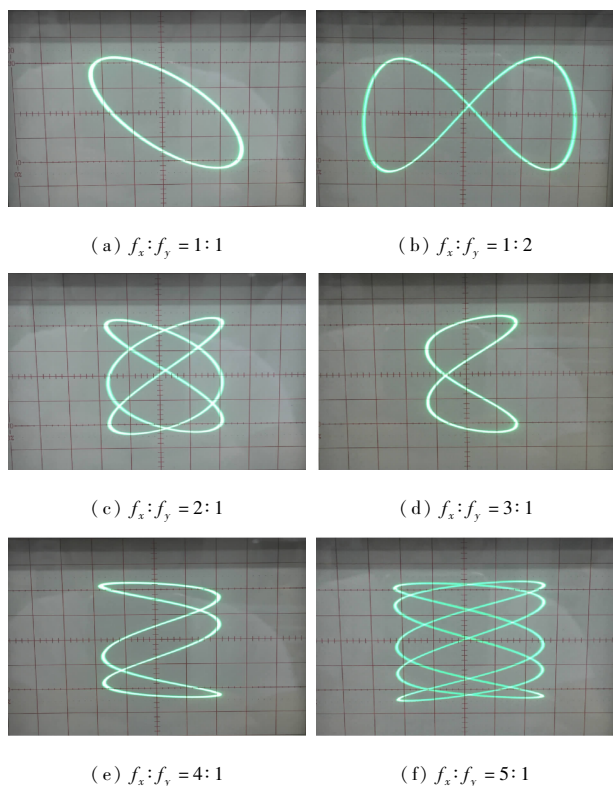 (a) fx∶fy = 1∶1
(b) fx∶fy = 1∶2
(c) fx∶fy = 2∶1
(d) fx∶fy = 3∶1
(e) fx∶fy = 4∶1
(f) fx∶fy = 5∶1